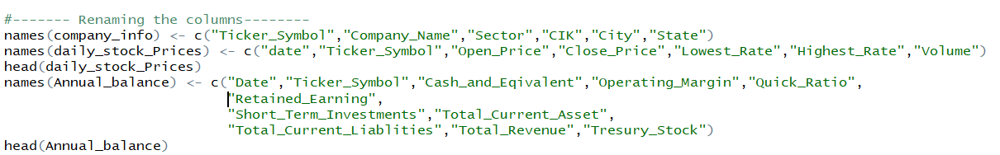 #------- Renaming the columns--------
names(company_info) <- c("Ticker_Symbol","Company_Name","Sector","CIK","City","State")
names(daily_stock_Prices) <- c("date","Ticker_Symbol","Open_Price","Close_Price","Lowest_Rate","Highest_Rate","Volume")
head(daily_stock_Prices)
names(Annual_balance) <- c("Date","Ticker_Symbol","Cash_and_Eqivalent","Operating_Margin","Quick_Ratio",
"Retained_Earning",
"Short_Term_Investments","Total_Current_Asset",
"Total_Current_Liablities","Total_Revenue","Tresury_Stock")
head(Annual_balance)